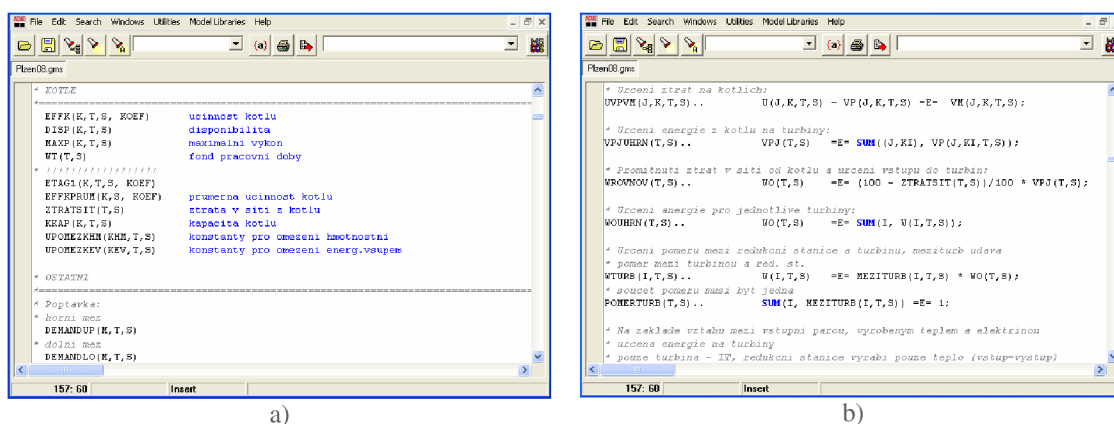 File Edit Search Windows Utilities Model Libraries Help
{a}
Plzen08.gms
* KOTLE
*=====
EFFK(K,T,S, KOEF) ucinnost kotlu
DISP(K,T,S) disponibilita
MAXP(K,T,S) maximalni vykon
WT(T,S) fond pracovni doby
* //////////////////
ETAG1(K,T,S, KOEF)
EFFKPRUM(K,S, KOEF) prumerna ucinnost kotlu
ZTRATSIT(T,S) ztrata v siti z kotlu
KKAP(K,T,S) kapacita kotlu
UPOMEZKHM(KHM,T,S) konstanty pro omezeni hmotnostni
UPOMEZKEV(KEV,T,S) konstanty pro omezeni energ.vsupem
* OSTATNI
*=====
* Poptavka:
* horni mez
DEMANDUP(M,T,S)
* dolni mez
DEMANDLO(M,T,S)
157: 60 Insert
a)
File Edit Search Windows Utilities Model Libraries Help
{a}
Plzen08.gms
* Urceni ztrat na kotlich:
UVPVM(J,K,T,S).. U(J,K,T,S) - VP(J,K,T,S) =E= VM(J,K,T,S);
* Urceni energie z kotlu na turbiny:
VPJUHRN(T,S).. VPJ(T,S) =E= SUM((J,KI), VP(J,KI,T,S));
* Promitnuti ztrat v siti od kotlu a urceni vstupu do turbin:
WROVNOV(T,S).. WO(T,S) =E= (100 - ZTRATSIT(T,S))/100 * VPJ(T,S);
* Urceni energie pro jednotlive turbiny:
WOUHRN(T,S).. WO(T,S) =E= SUM(I, W(I,T,S));
* Urceni pomeru mezi redukcni stanice a turbinu, meziturb udava
* pomer mezi turbinou a red. st.
WTURB(I,T,S).. W(I,T,S) =E= MEZITURB(I,T,S) * WO(T,S);
* soucet pomeru musi byt jedna
POMERTURB(T,S).. SUM(I, MEZITURB(I,T,S)) =E= 1;
* Na zaklade vztahu mezi vstupni parou, vyrobenym teplem a elektrinou
* urcena energie na turbiny
* pouze turbina - IT, redukcni stanice vyrabi pouze teplo (vstup=vystup)
157: 60 Insert
b)